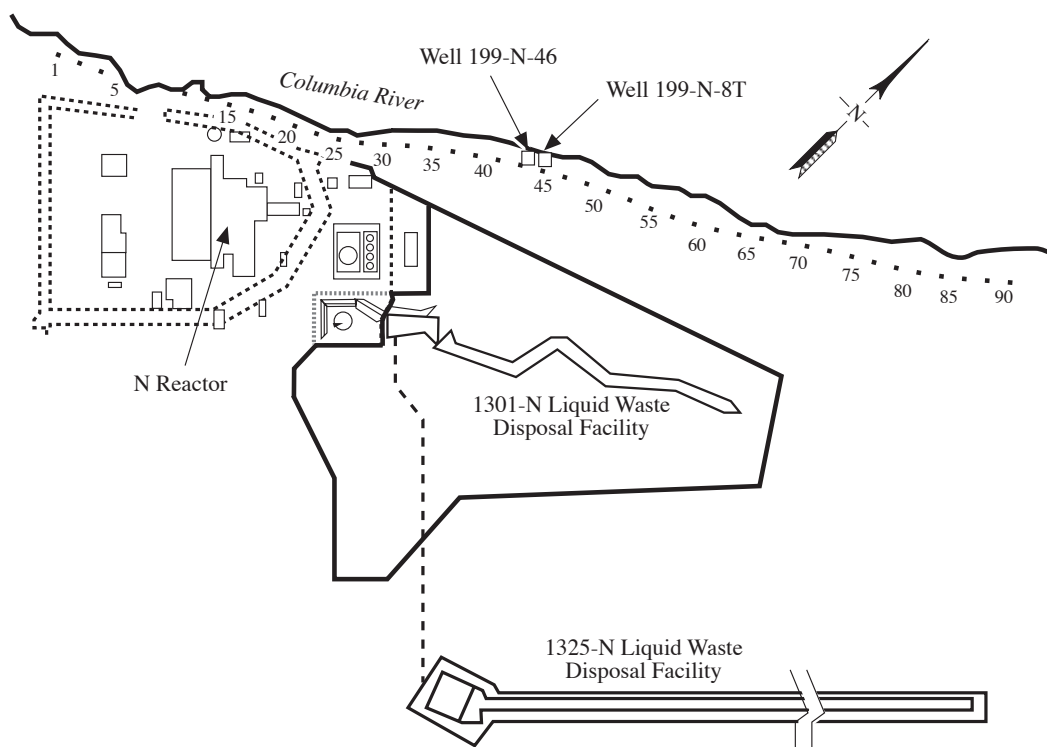 Well 199-N-46
Well 199-N-8T
Columbia River
N
1
5
15
20
25
30
35
40
45
50
55
60
65
70
75
80
85
90
N Reactor
1301-N Liquid Waste
Disposal Facility
1325-N Liquid Waste
Disposal Facility